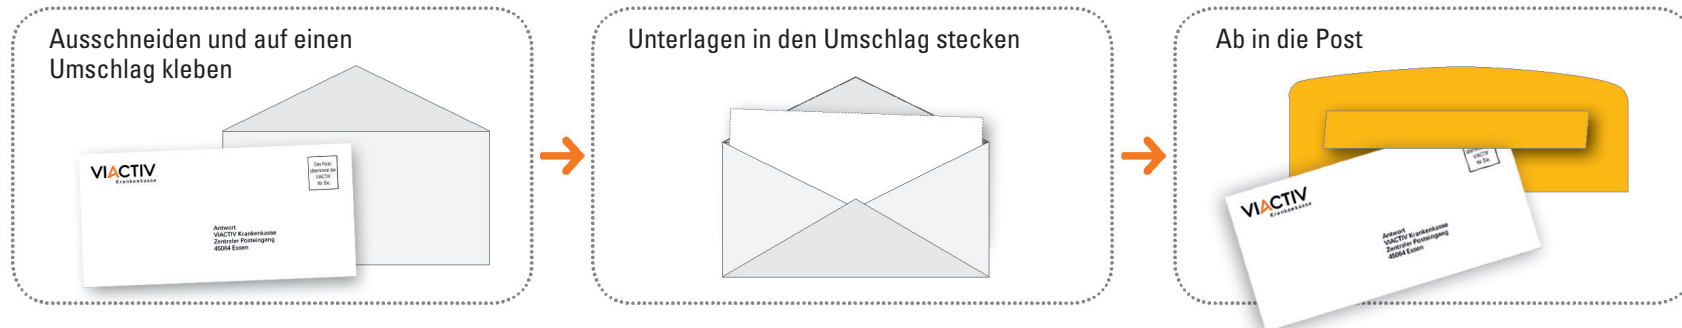 Ausschneiden und auf einen
Umschlag kleben
VIACTIV
Krankenkasse
Das Porto
übernimmt die
VIACTIV
für Sie.
Antwort
VIACTIV Krankenkasse
Zentraler Posteingang
45064 Essen
Unterlagen in den Umschlag stecken
Ab in die Post
VIACTIV
Krankenkasse
VIACTIV
für Sie.
Antwort
VIACTIV Krankenkasse
Zentraler Posteingang
45064 Essen